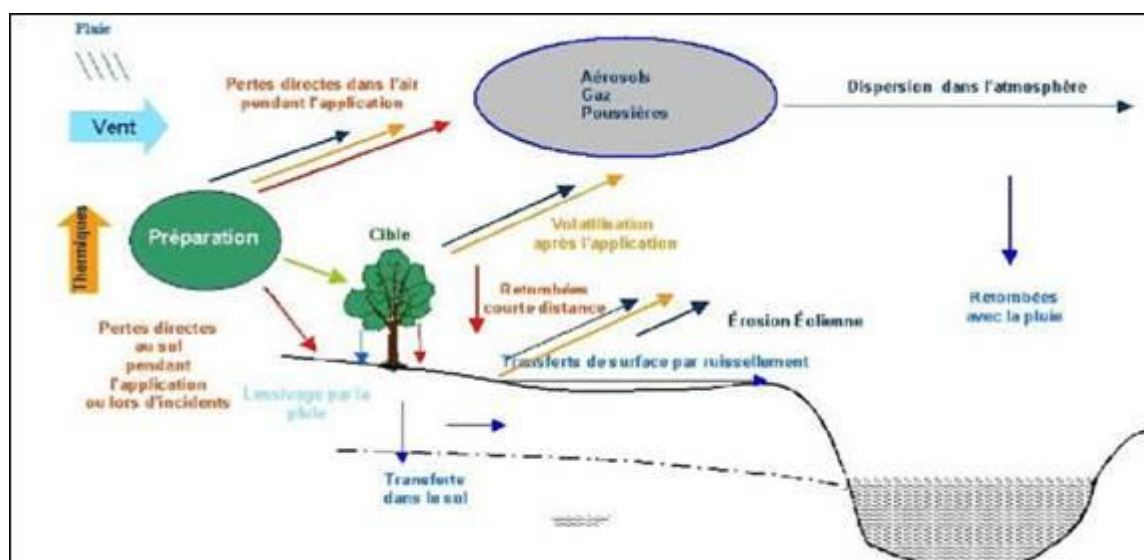 Pluie
Vent
Thermiques
Préparation
Pertes directes dans l'air
pendant l'application
Aérosols
Gaz
Poussières
Dispersion dans l'atmosphère
Cible
Volatilisation
après l'application
Retombées
courte distance
Érosion Éolienne
Retombées
avec la pluie
Pertes directes
au sol
pendant
l'application
ou lors d'incidents
Lessivage par la
pluie
Transferts de surface par ruissellement
Transferts
dans le sol